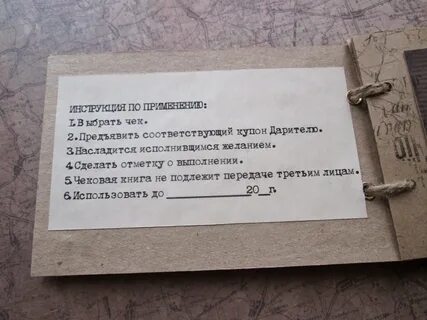 ИНСТРУКЦИЯ ПО ПРИМЕНЕНИЮ:
1.Выбрать чек.
2.Предъявить соответствующий купон Дарителю.
3.Насладится исполнившимся желанием.
4.Сделать отметку о выполнении.
5.Чековая книга не подлежит передаче третьим лицам.
6.Использовать до ______________20__г.